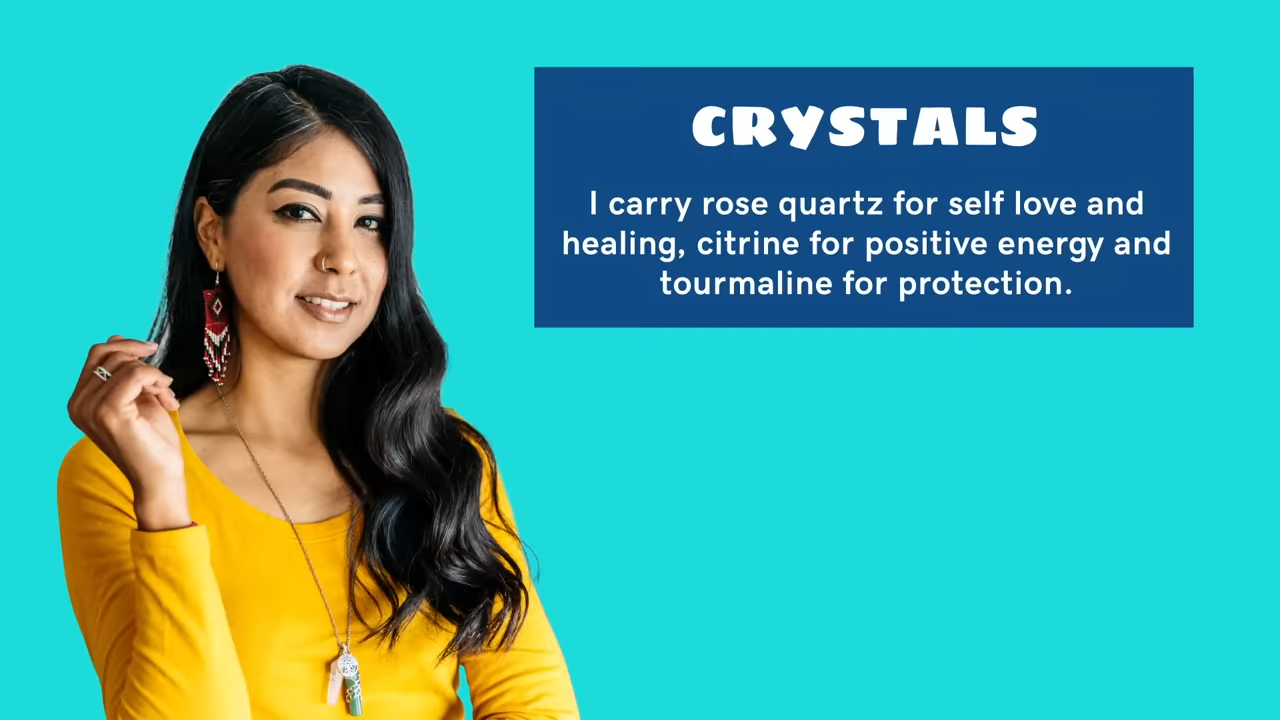 CRYSTALS
I carry rose quartz for self love and
healing, citrine for positive energy and
tourmaline for protection.